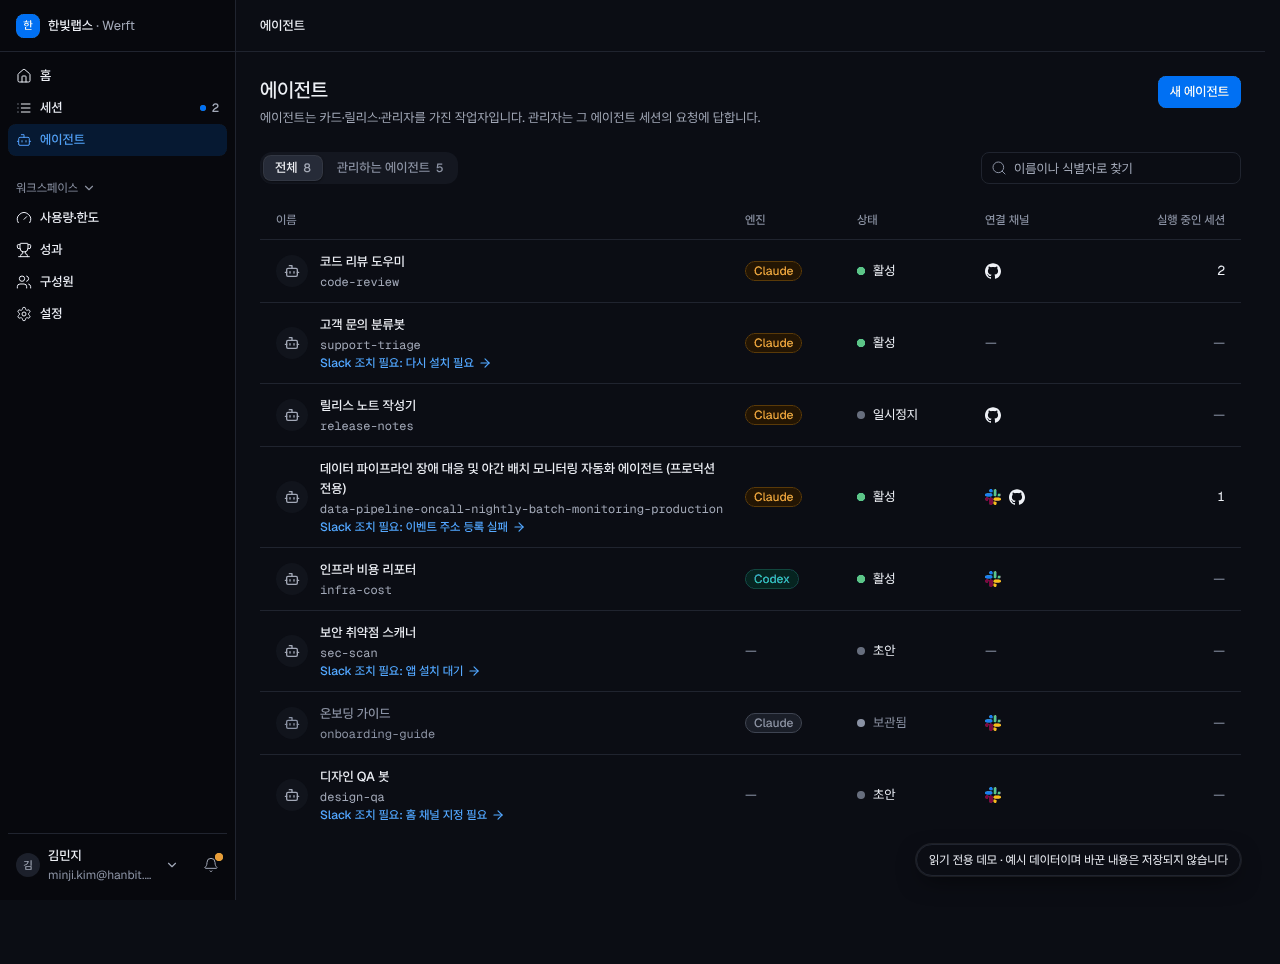 한 한빛랩스 · Werft
홈
세션 2
에이전트
워크스페이스
사용량·한도
성과
구성원
설정
김 김민지
minji.kim@hanbit....
에이전트
에이전트
에이전트는 카드·릴리스·관리자를 가진 작업자입니다. 관리자는 그 에이전트 세션의 요청에 답합니다.
새 에이전트
전체 8 관리하는 에이전트 5
이름이나 식별자로 찾기
이름 엔진 상태 연결 채널 실행 중인 세션
코드 리뷰 도우미
code-review
Claude 활성 2
고객 문의 분류봇
support-triage
Slack 조치 필요: 다시 설치 필요 →
Claude 활성 — —
릴리스 노트 작성기
release-notes
Claude 일시정지 —
데이터 파이프라인 장애 대응 및 야간 배치 모니터링 자동화 에이전트 (프로덕션
전용)
data-pipeline-oncall-nightly-batch-monitoring-production
Slack 조치 필요: 이벤트 주소 등록 실패 →
Claude 활성 1
인프라 비용 리포터
infra-cost
Codex 활성 —
보안 취약점 스캐너
sec-scan
Slack 조치 필요: 앱 설치 대기 →
— 초안 — —
온보딩 가이드
onboarding-guide
Claude 보관됨 —
디자인 QA 봇
design-qa
Slack 조치 필요: 홈 채널 지정 필요 →
— 초안 —
읽기 전용 데모 · 예시 데이터이며 바꾼 내용은 저장되지 않습니다